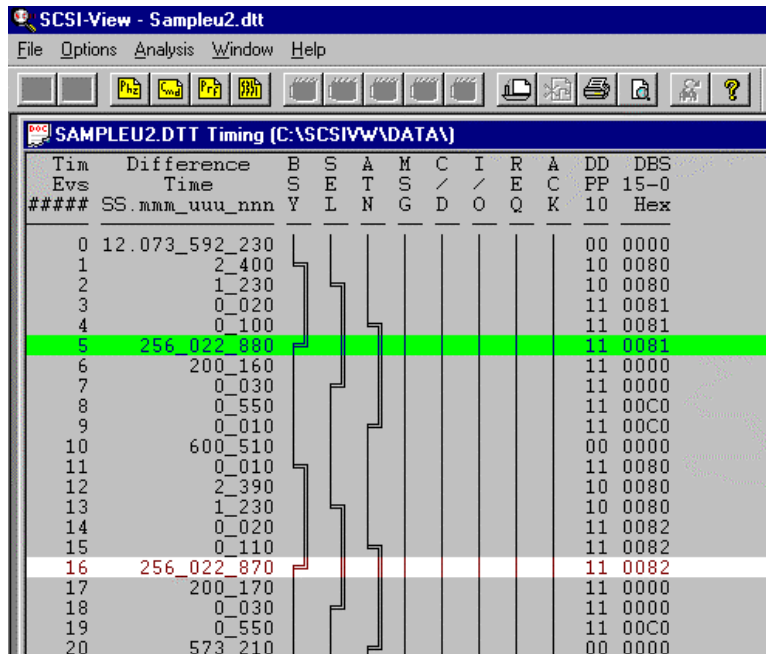 SCSI-View - Sampleu2.dtt
File Options Analysis Window Help
Phz Cmd Prf
SAMPLEU2.DTT Timing (C:\SCSIVW\DATA\)
Tim Difference B S A M C I R A DD DBS
Evs Time S E T S / / E C PP 15-0
##### SS.mmm_uuu_nnn Y L N G D O Q K 10 Hex
0 12.073_592_230 00 0000
1 2_400 10 0080
2 1_230 10 0080
3 0_020 11 0081
4 0_100 11 0081
5 256_022_880 11 0081
6 200_160 11 0000
7 0_030 11 0000
8 0_550 11 00C0
9 0_010 11 00C0
10 600_510 00 0000
11 0_010 11 0080
12 2_390 10 0080
13 1_230 10 0080
14 0_020 11 0082
15 0_110 11 0082
16 256_022_870 11 0082
17 200_170 11 0000
18 0_030 11 0000
19 0_550 11 00C0
20 573_210 00 0000